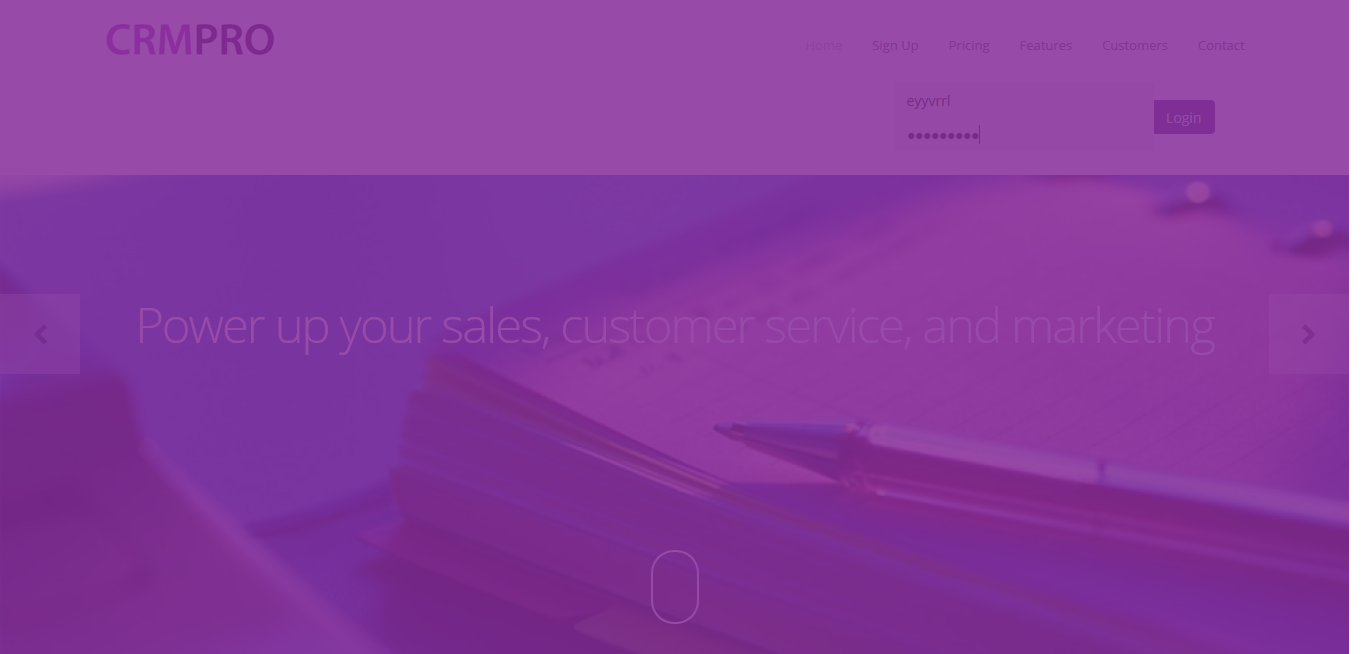 CRMPRO
Home Sign Up Pricing Features Customers Contact
eyyvrrl
●●●●●●●●●
Login
Power up your sales, customer service, and marketing